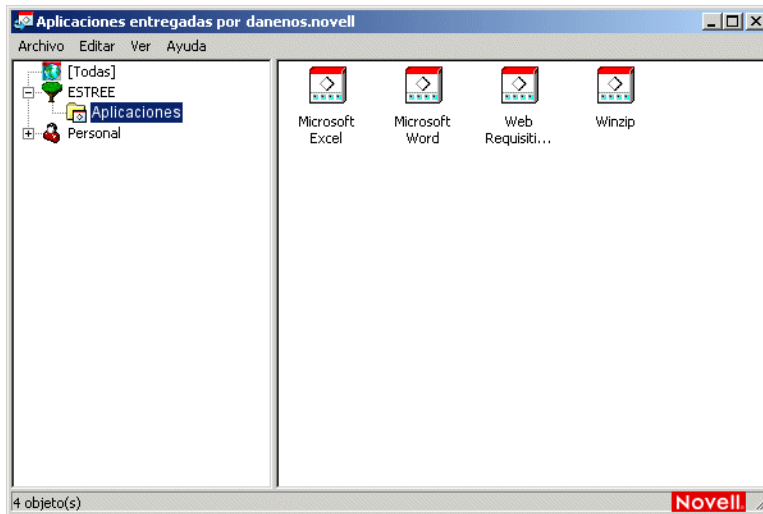 Aplicaciones entregadas por danenos.novell
Archivo Editar Ver Ayuda
[Todas]
ESTREE
Aplicaciones
Personal
Microsoft
Excel
Microsoft
Word
Web
Requisiti...
Winzip
4 objeto(s)
Novell.